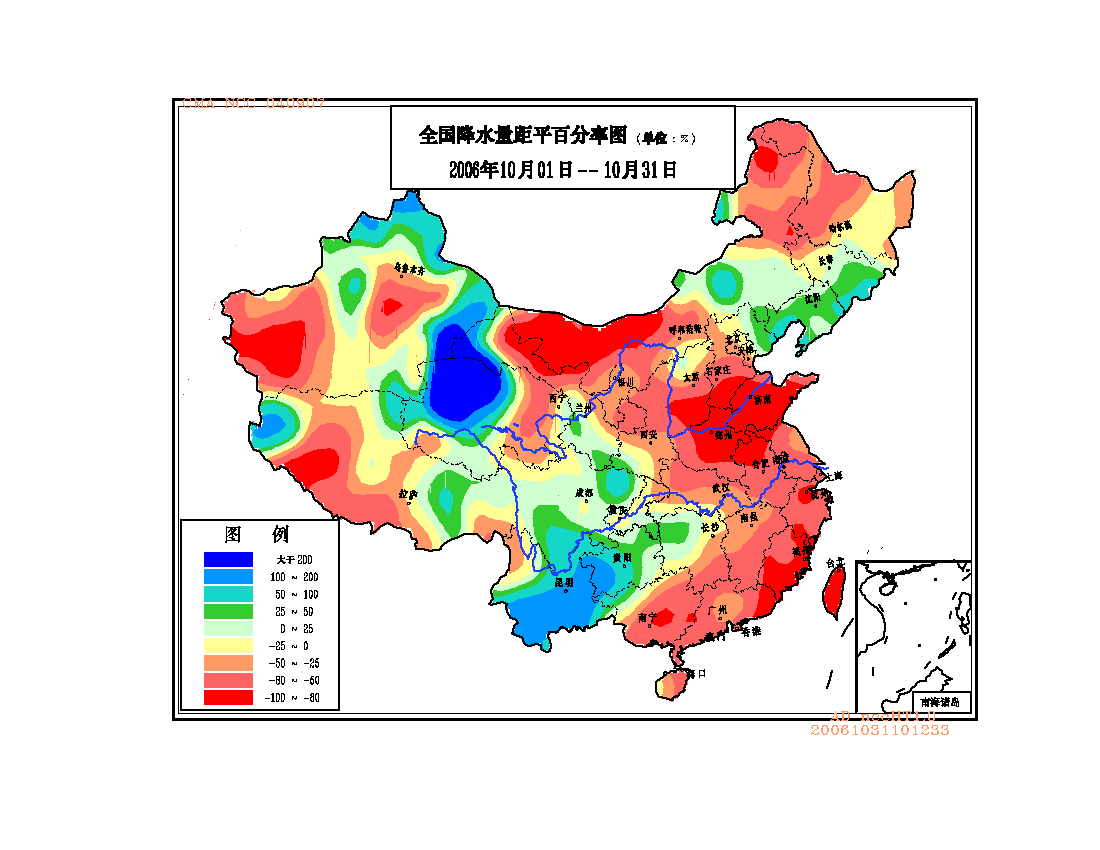 CMA NCC 040902
全国降水量距平百分率图 (单位:%)
2006年10月01日--10月31日
哈尔滨
长春
乌鲁木齐
沈阳
呼和浩特
北京
天津
太原
石家庄
银川
济南
西宁
兰州
西安
郑州
合肥
南京
上海
拉萨
成都
武汉
杭州
重庆
长沙
南昌
贵阳
福州
台北
昆明
南宁
广州
香港
澳门
海口
图 例
大于200
100 ~ 200
50 ~ 100
25 ~ 50
0 ~ 25
-25 ~ 0
-50 ~ -25
-80 ~ -50
-100 ~ -80
南海诸岛
20061031101233